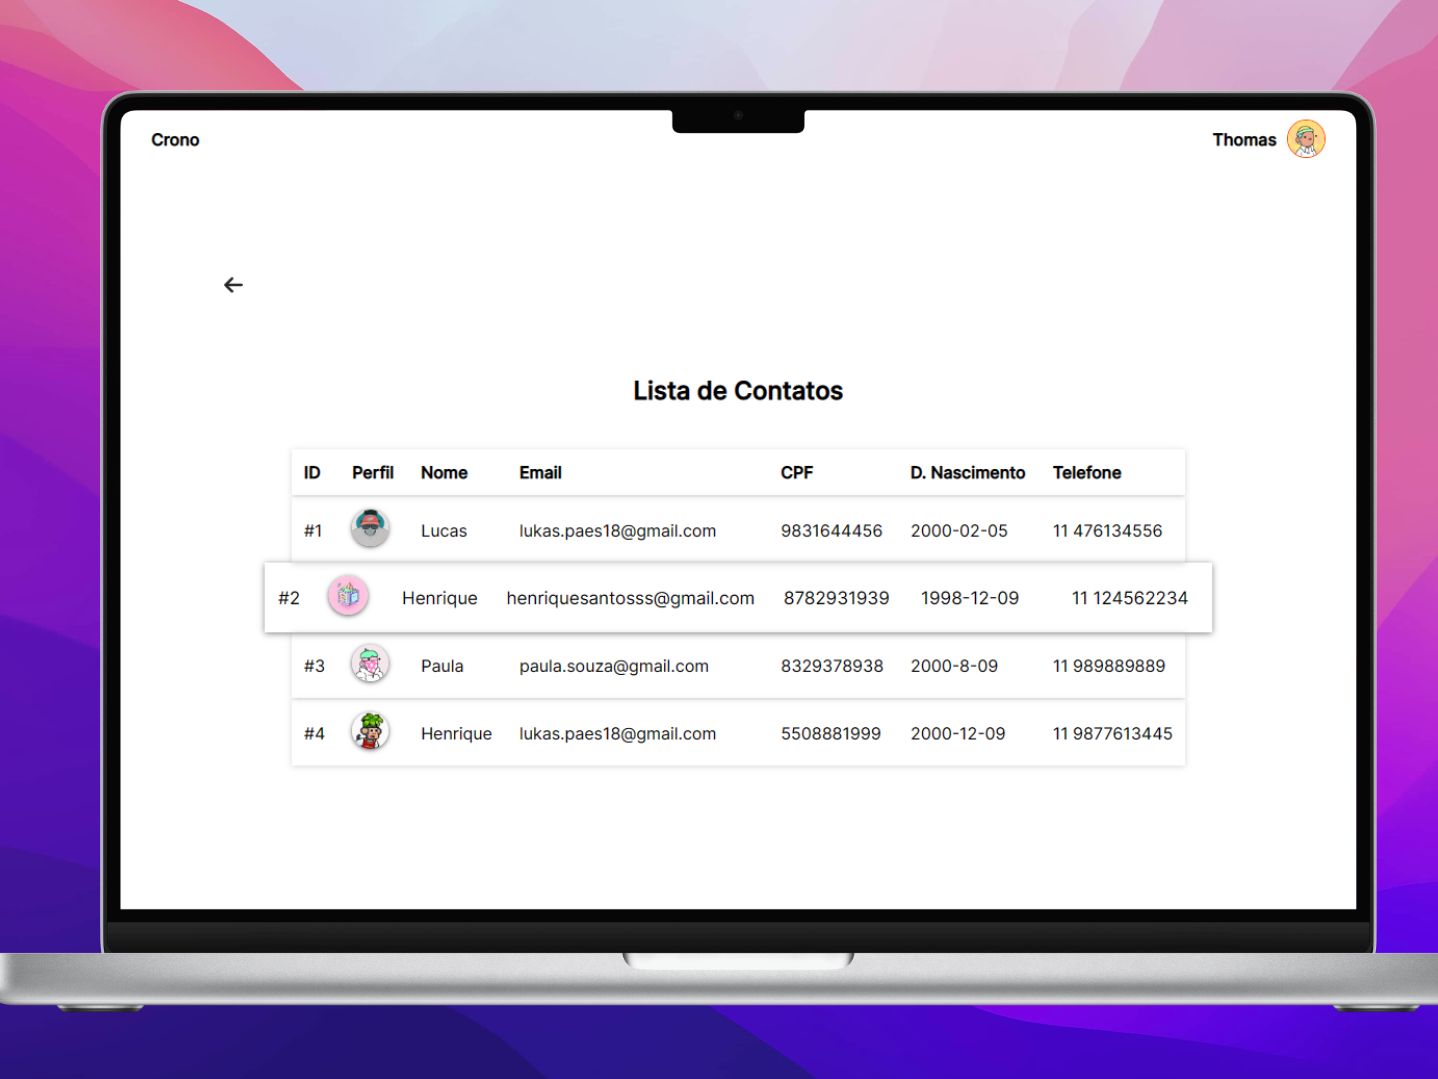 Crono
Thomas
Lista de Contatos
ID Perfil Nome Email CPF D. Nascimento Telefone
#1 Lucas lukas.paes18@gmail.com 9831644456 2000-02-05 11 476134556
#2 Henrique henriquesantosss@gmail.com 8782931939 1998-12-09 11 124562234
#3 Paula paula.souza@gmail.com 8329378938 2000-8-09 11 989889889
#4 Henrique lukas.paes18@gmail.com 5508881999 2000-12-09 11 9877613445